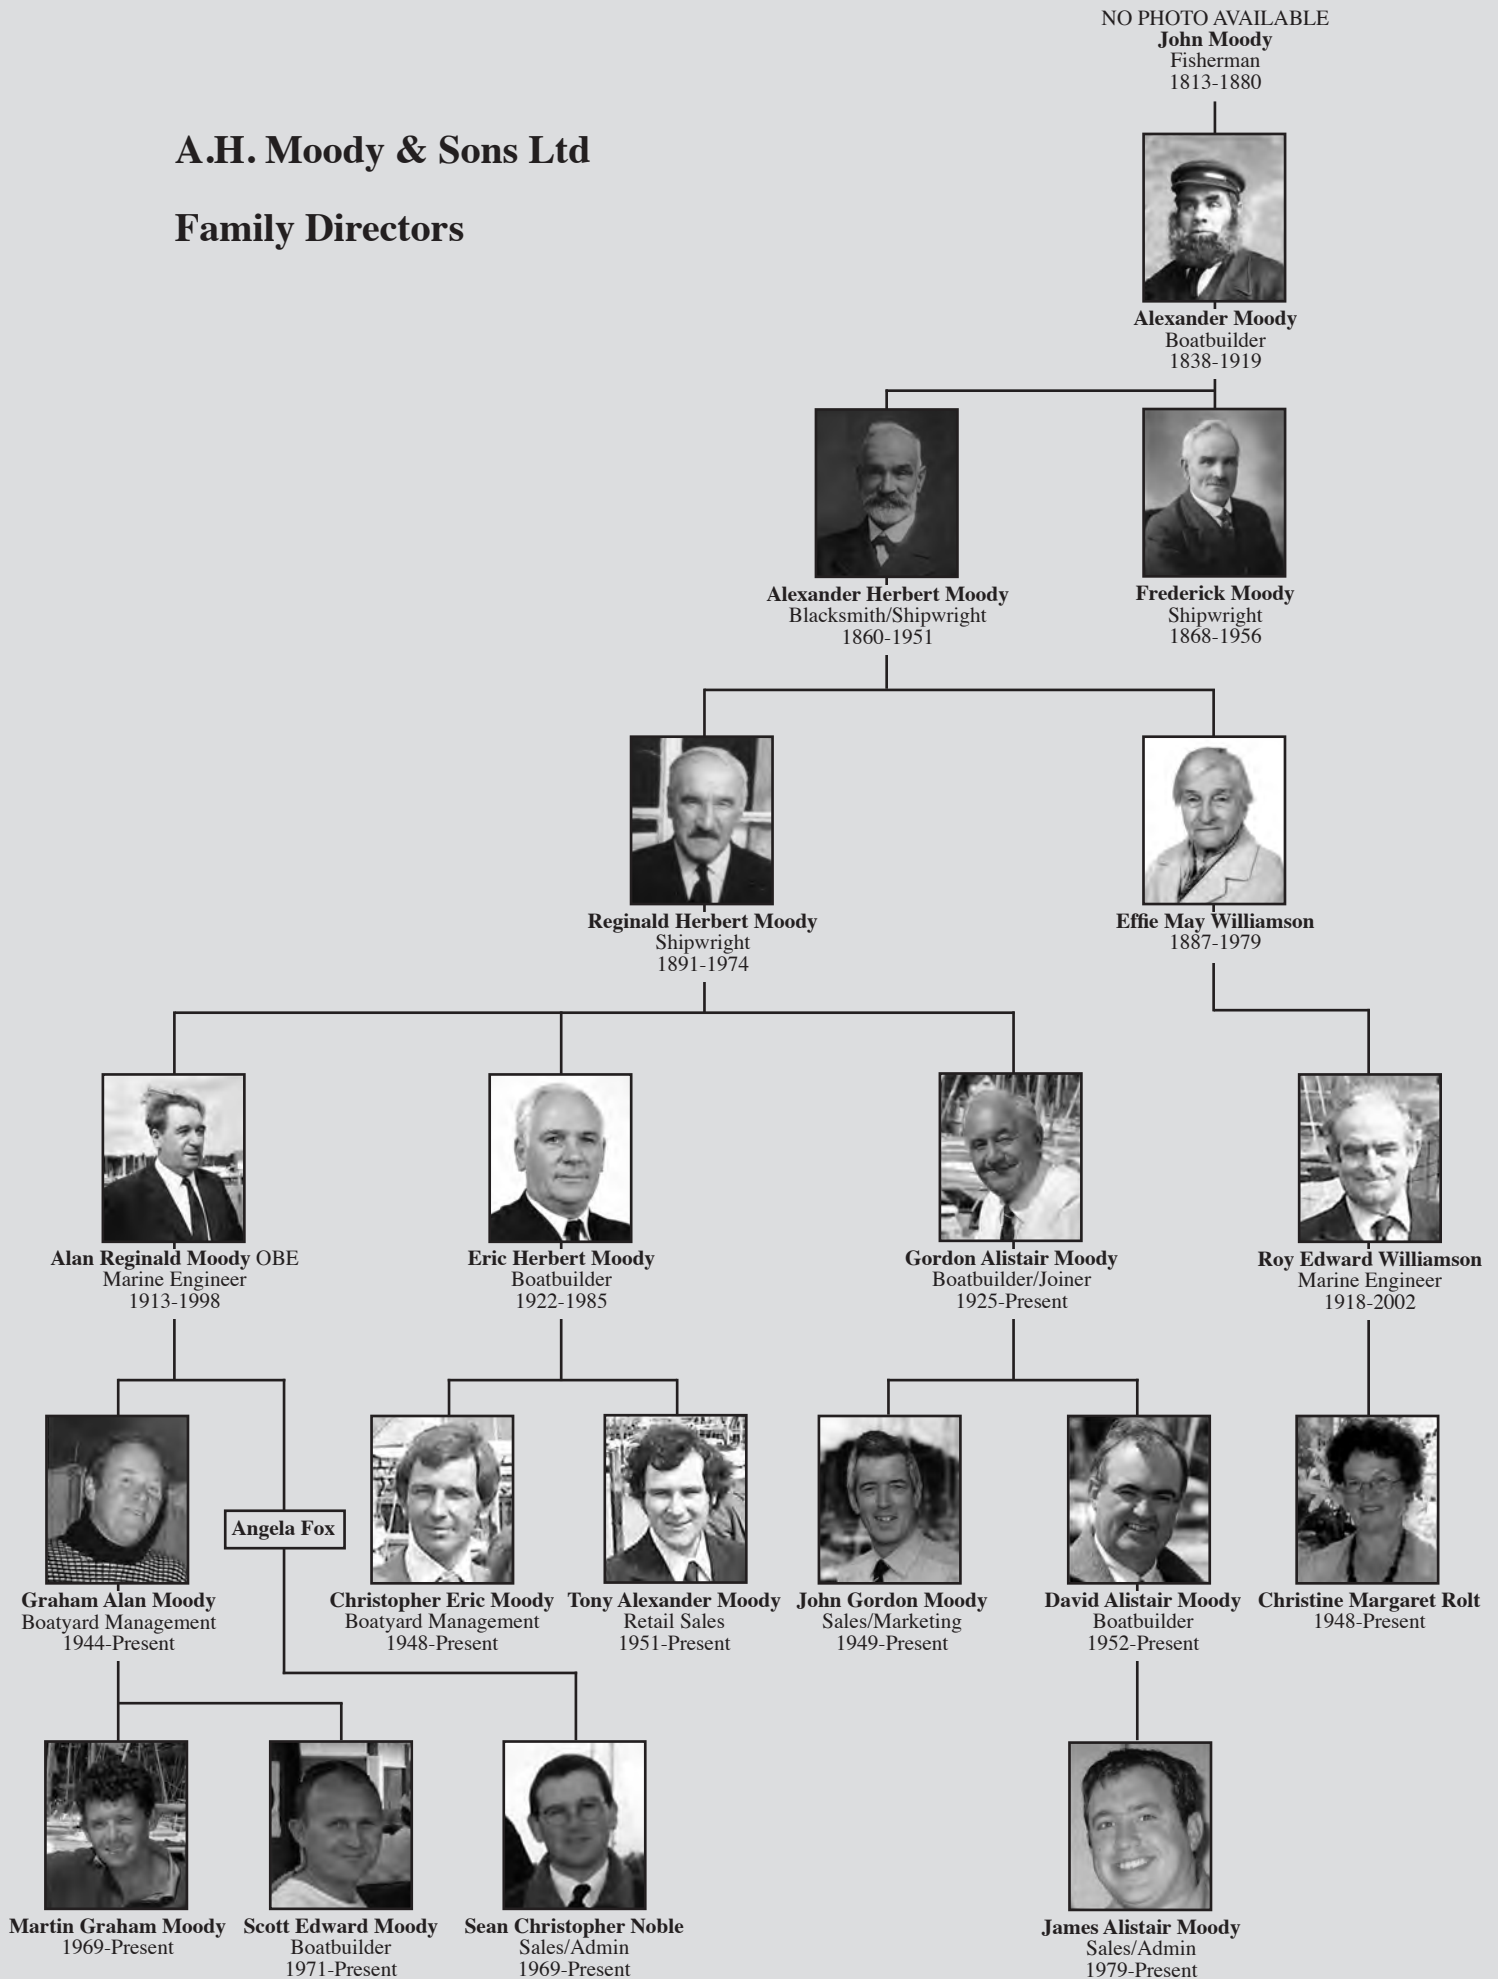 NO PHOTO AVAILABLE
John Moody
Fisherman
1813-1880
A.H. Moody & Sons Ltd
Family Directors
Alexander Moody
Boatbuilder
1838-1919
Alexander Herbert Moody
Blacksmith/Shipwright
1860-1951
Frederick Moody
Shipwright
1868-1956
Reginald Herbert Moody
Shipwright
1891-1974
Effie May Williamson
1887-1979
Alan Reginald Moody OBE
Marine Engineer
1913-1998
Eric Herbert Moody
Boatbuilder
1922-1985
Gordon Alistair Moody
Boatbuilder/Joiner
1925-Present
Roy Edward Williamson
Marine Engineer
1918-2002
Angela Fox
Graham Alan Moody
Boatyard Management
1944-Present
Christopher Eric Moody
Boatyard Management
1948-Present
Tony Alexander Moody
Retail Sales
1951-Present
John Gordon Moody
Sales/Marketing
1949-Present
David Alistair Moody
Boatbuilder
1952-Present
Christine Margaret Rolt
1948-Present
Martin Graham Moody
1969-Present
Scott Edward Moody
Boatbuilder
1971-Present
Sean Christopher Noble
Sales/Admin
1969-Present
James Alistair Moody
Sales/Admin
1979-Present